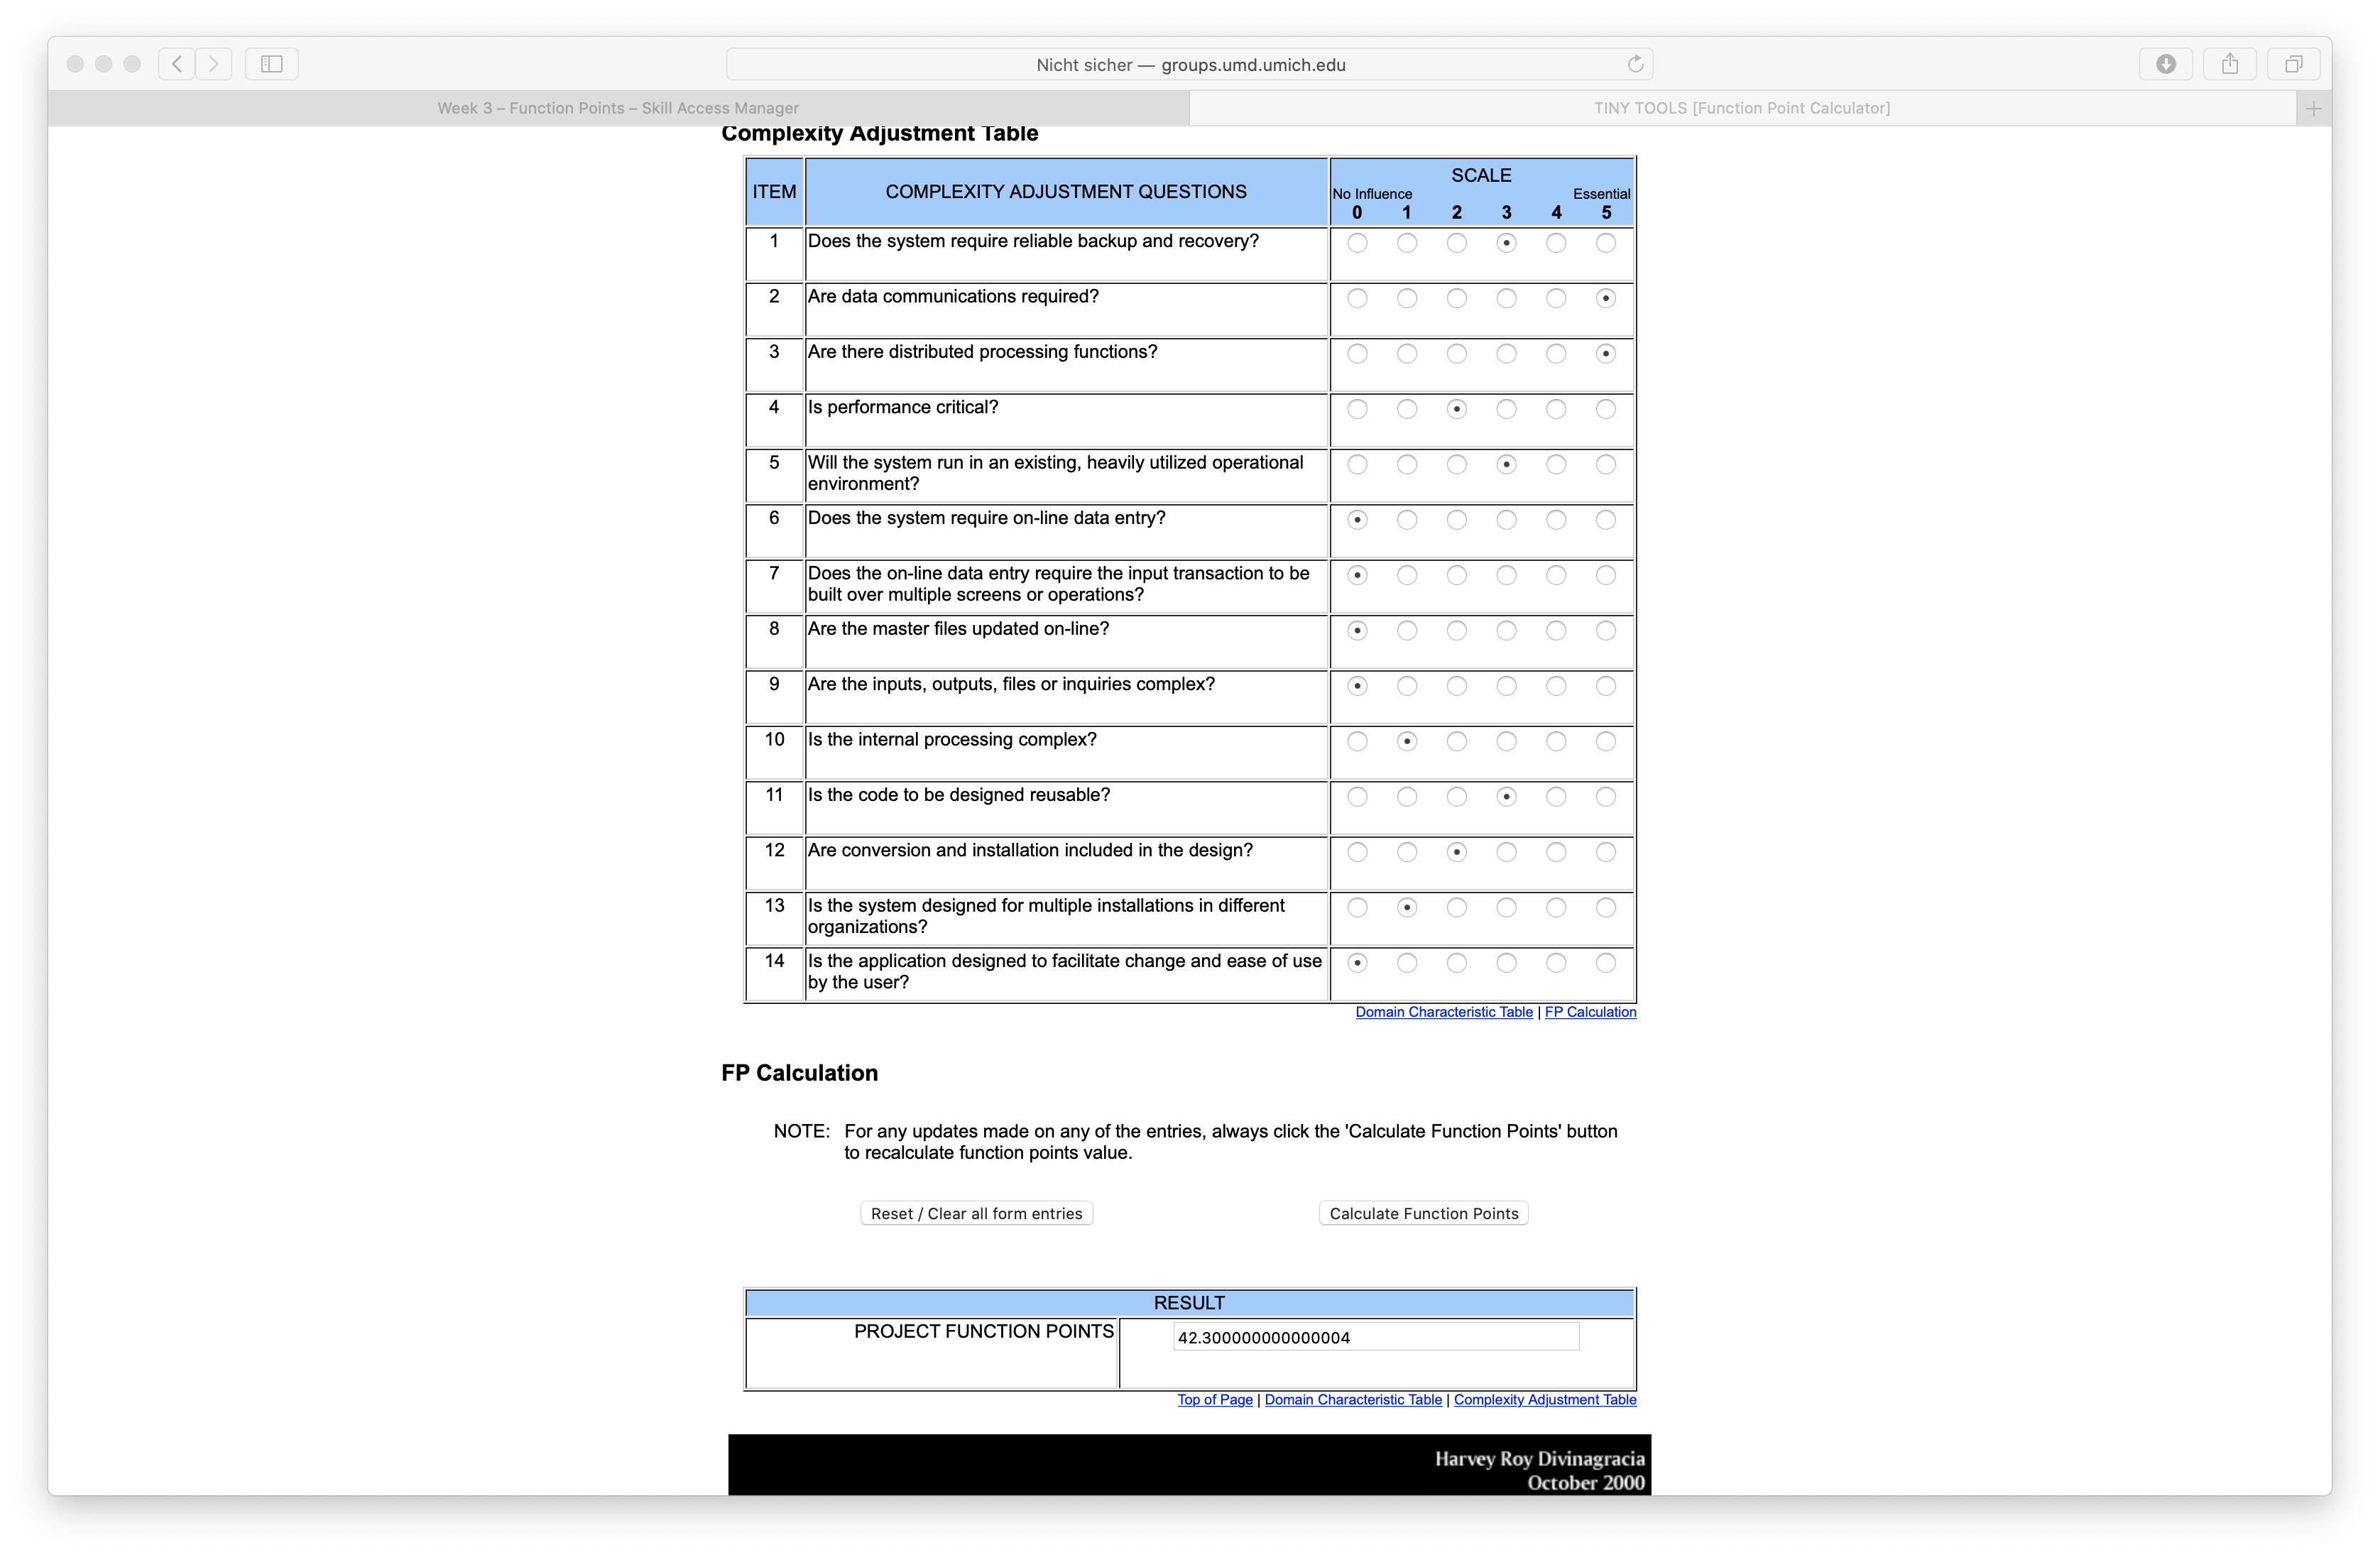 Nicht sicher — groups.umd.umich.edu
Week 3 – Function Points – Skill Access Manager
TINY TOOLS [Function Point Calculator]
Complexity Adjustment Table
ITEM
COMPLEXITY ADJUSTMENT QUESTIONS
SCALE
No Influence Essential
0 1 2 3 4 5
1 Does the system require reliable backup and recovery?
2 Are data communications required?
3 Are there distributed processing functions?
4 Is performance critical?
5 Will the system run in an existing, heavily utilized operational
environment?
6 Does the system require on-line data entry?
7 Does the on-line data entry require the input transaction to be
built over multiple screens or operations?
8 Are the master files updated on-line?
9 Are the inputs, outputs, files or inquiries complex?
10 Is the internal processing complex?
11 Is the code to be designed reusable?
12 Are conversion and installation included in the design?
13 Is the system designed for multiple installations in different
organizations?
14 Is the application designed to facilitate change and ease of use
by the user?
Domain Characteristic Table | FP Calculation
FP Calculation
NOTE: For any updates made on any of the entries, always click the 'Calculate Function Points' button
to recalculate function points value.
Reset / Clear all form entries
Calculate Function Points
RESULT
PROJECT FUNCTION POINTS 42.300000000000004
Top of Page | Domain Characteristic Table | Complexity Adjustment Table
Harvey Roy Divinagracia
October 2000